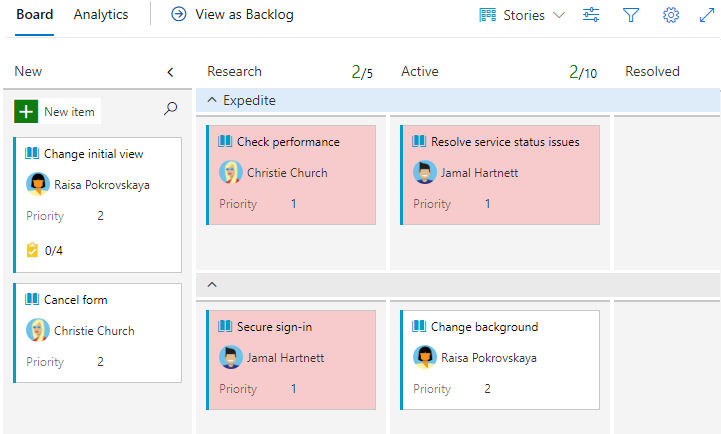 Board Analytics View as Backlog Stories
New Research 2/5 Active 2/10 Resolved
New item
Expedite
Change initial view
Raisa Pokrovskaya
Priority 2
0/4
Cancel form
Christie Church
Priority 2
Check performance
Christie Church
Priority 1
Resolve service status issues
Jamal Hartnett
Priority 1
Secure sign-in
Jamal Hartnett
Priority 1
Change background
Raisa Pokrovskaya
Priority 2